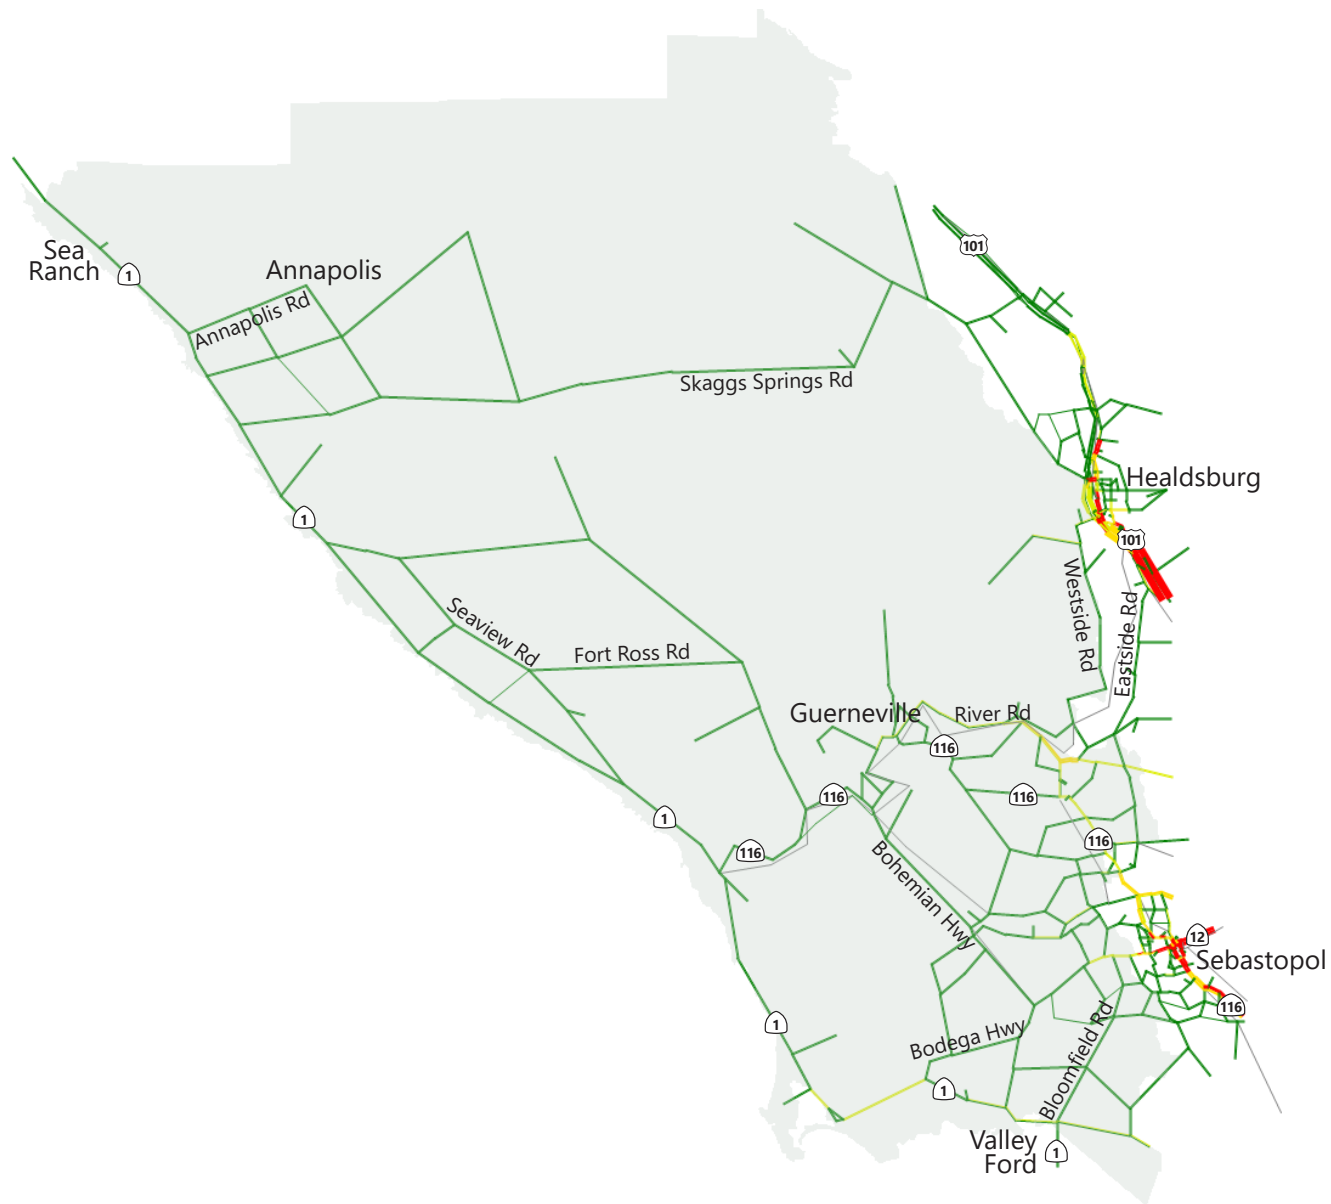 101
Sea
Ranch
1
Annapolis
Annapolis Rd
Skaggs Springs Rd
Healdsburg
1
101
Westside Rd
Eastside Rd
Seaview Rd
Fort Ross Rd
Guerneville
River Rd
116
116
116
1
116
116
Bohemian Hwy
12
Sebastopol
116
1
Bodega Hwy
Bloomfield Rd
1
Valley
Ford
1